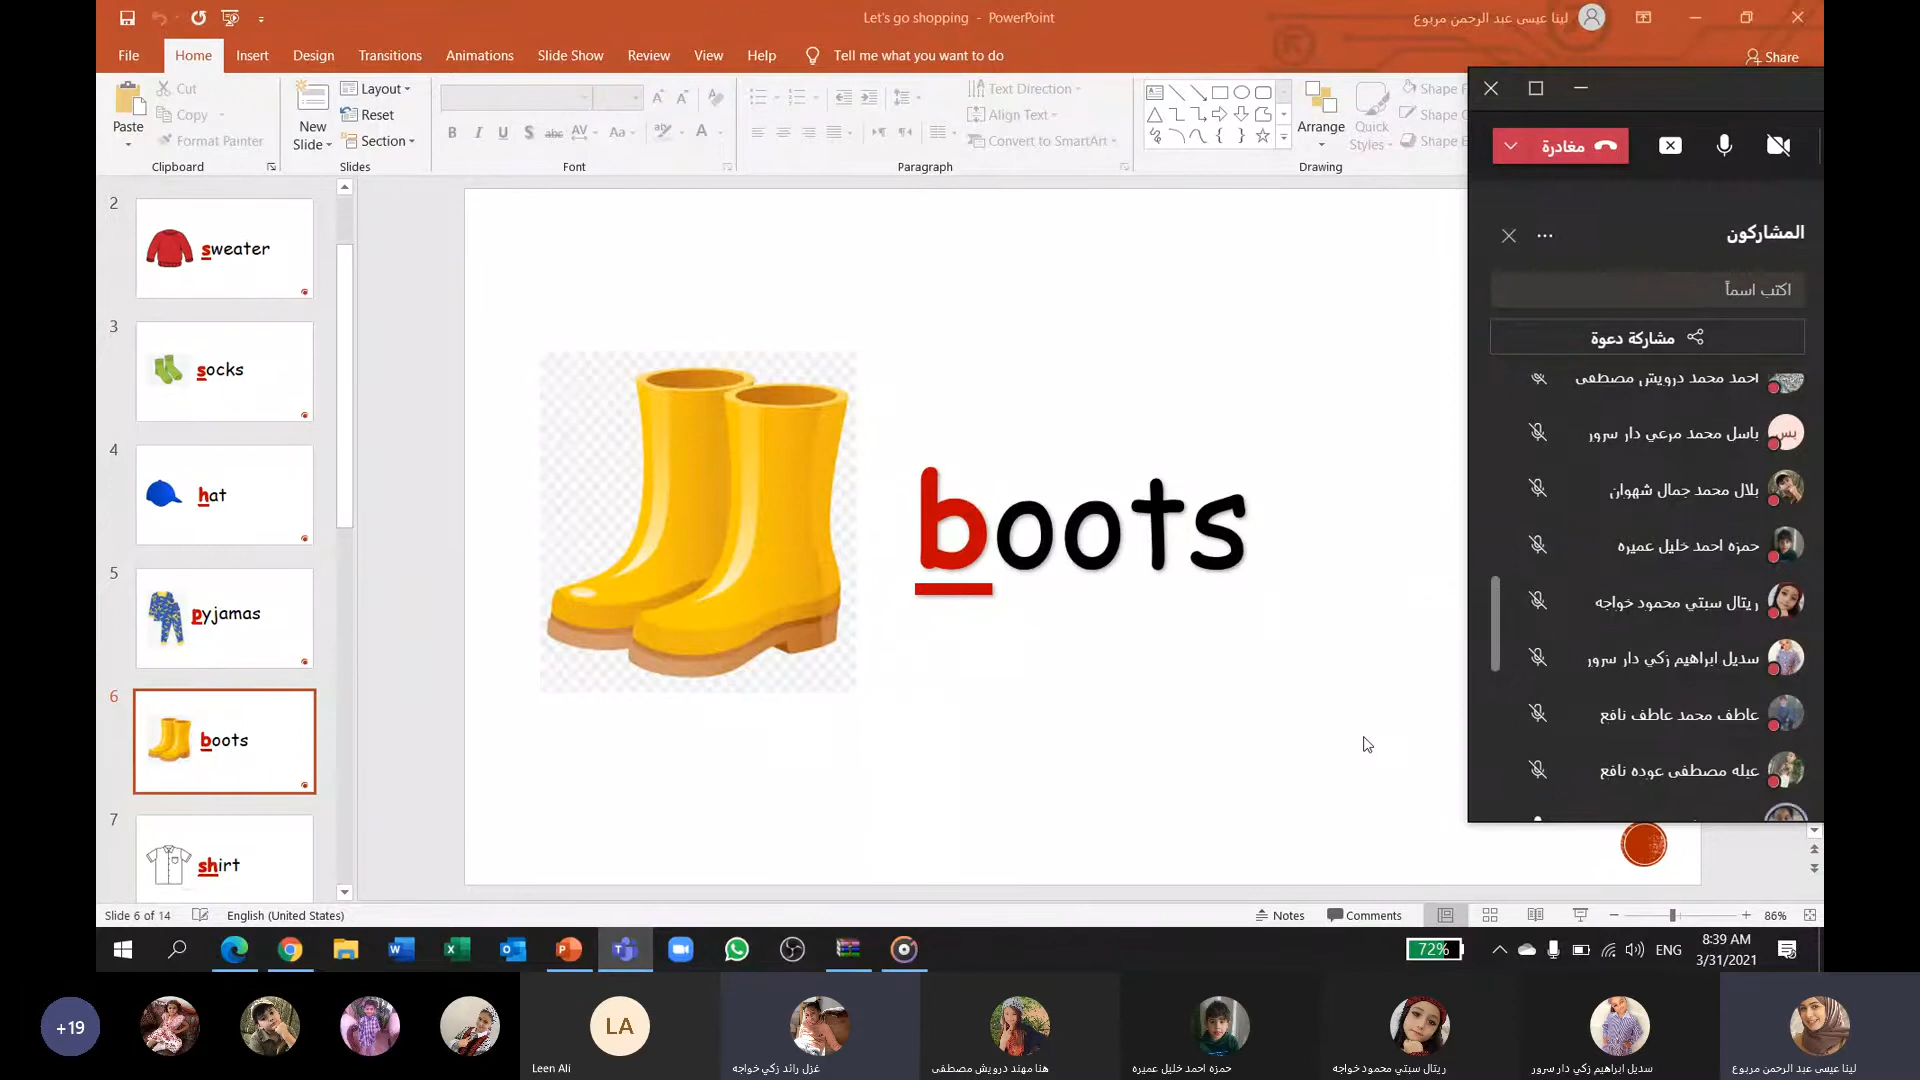 Let's go shopping - PowerPoint
لينا عيسى عبد الرحمن مربوع
File Home Insert Design Transitions Animations Slide Show Review View Help Tell me what you want to do
Share
Paste
Cut
Copy
Format Painter
Clipboard
New Slide
Layout
Reset
Section
Slides
Font
Text Direction
Align Text
Convert to SmartArt
Paragraph
Arrange
Quick Styles
Shape F
Shape
Shape E
Drawing
مغادرة
المشاركون
اكتب اسماً
مشاركة دعوة
احمد محمد درويش مصطفى
باسل محمد مرعي دار سرور
بلال محمد جمال شهوان
حمزه احمد خليل عميره
ريتال سبتي محمود خواجه
سديل ابراهيم زكي دار سرور
عاطف محمد عاطف نافع
عبله مصطفى عوده نافع
2
sweater
3
socks
4
hat
5
pyjamas
6
boots
7
shirt
boots
Slide 6 of 14
English (United States)
Notes
Comments
86%
72%
ENG
8:39 AM
3/31/2021
+19
LA
Leen Ali
غزل رائد زكي خواجه
هنا مهند درويش مصطفى
حمزه احمد خليل عميره
ريتال سبتي محمود خواجه
سديل ابراهيم زكي دار سرور
لينا عيسى عبد الرحمن مربوع